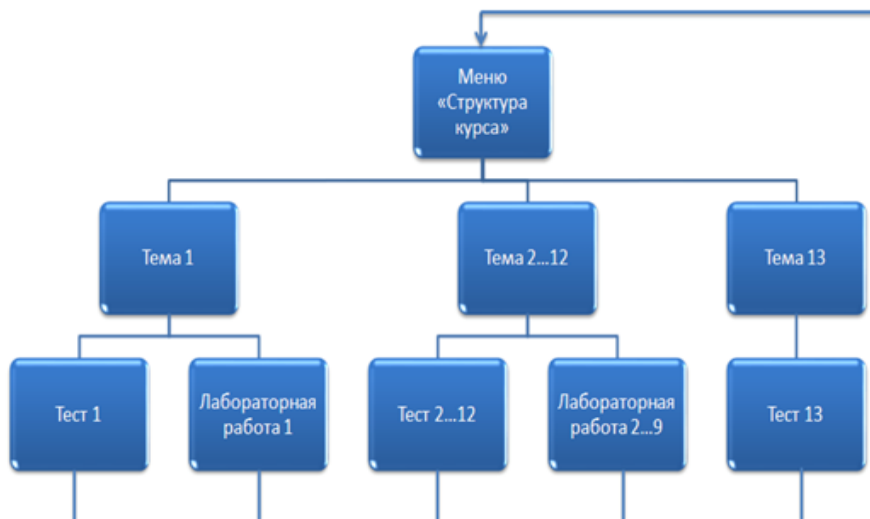 Меню
«Структура
курса»
Тема 1
Тема 2...12
Тема 13
Тест 1
Лабораторная
работа 1
Тест 2...12
Лабораторная
работа 2...9
Тест 13